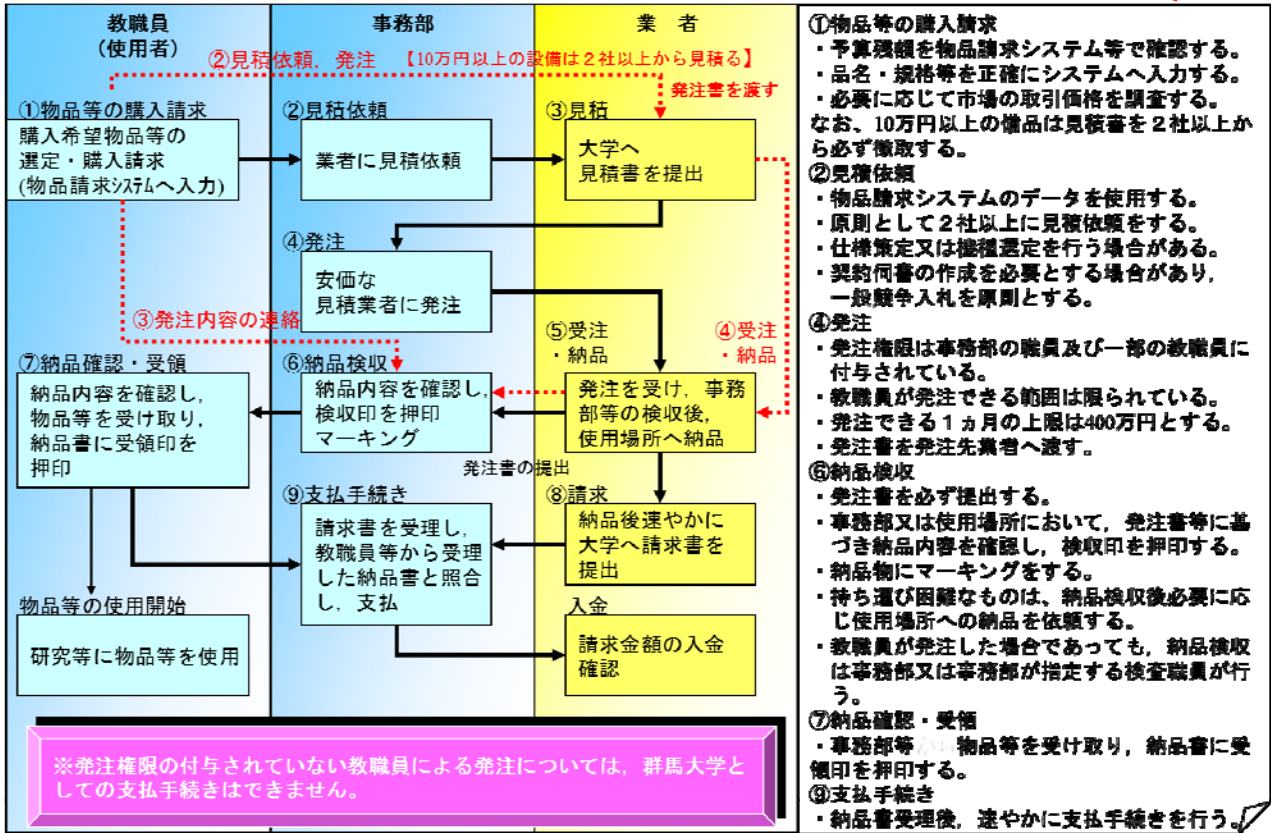 教職員
(使用者)
事務部
業 者
②見積依頼, 発注 【10万円以上の設備は2社以上から見積る】
発注書を渡す
①物品等の購入請求
購入希望物品等の
選定・購入請求
(物品請求ｼｽﾃﾑへ入力)
②見積依頼
業者に見積依頼
③見積
大学へ
見積書を提出
④発注
安価な
見積業者に発注
③発注内容の連絡
⑤受注
・納品
④受注
・納品
発注を受け, 事務
部等の検収後,
使用場所へ納品
⑥納品検収
納品内容を確認し,
検収印を押印
マーキング
⑦納品確認・受領
納品内容を確認し,
物品等を受け取り,
納品書に受領印を
押印
発注書の提出
⑧請求
納品後速やかに
大学へ請求書を
提出
⑨支払手続き
請求書を受理し,
教職員等から受理
した納品書と照合
し, 支払
物品等の使用開始
研究等に物品等を使用
入金
請求金額の入金
確認
※発注権限の付与されていない教職員による発注については, 群馬大学と
しての支払手続きはできません。
①物品等の購入請求
・予算残額を物品請求システム等で確認する。
・品名・規格等を正確にシステムへ入力する。
・必要に応じて市場の取引価格を調査する。
なお、10万円以上の備品は見積書を2社以上か
ら必ず徴取する。
②見積依頼
・物品請求システムのデータを使用する。
・原則として2社以上に見積依頼をする。
・仕様策定又は機種選定を行う場合がある。
・契約伺書の作成を必要とする場合があり,
一般競争入札を原則とする。
④発注
・発注権限は事務部の職員及び一部の教職員に
付与されている。
・教職員が発注できる範囲は限られている。
・発注できる1ヵ月の上限は400万円とする。
・発注書を発注先業者へ渡す。
⑥納品検収
・発注書を必ず提出する。
・事務部又は使用場所において, 発注書等に基
づき納品内容を確認し, 検収印を押印する。
・納品物にマーキングをする。
・持ち運び困難なものは、納品検収後必要に応
じ使用場所への納品を依頼する。
・教職員が発注した場合であっても, 納品検収
は事務部又は事務部が指定する検査職員が行
う。
⑦納品確認・受領
・事務部等から物品等を受け取り, 納品書に受
領印を押印する。
⑨支払手続き
・納品書受理後, 速やかに支払手続きを行う。